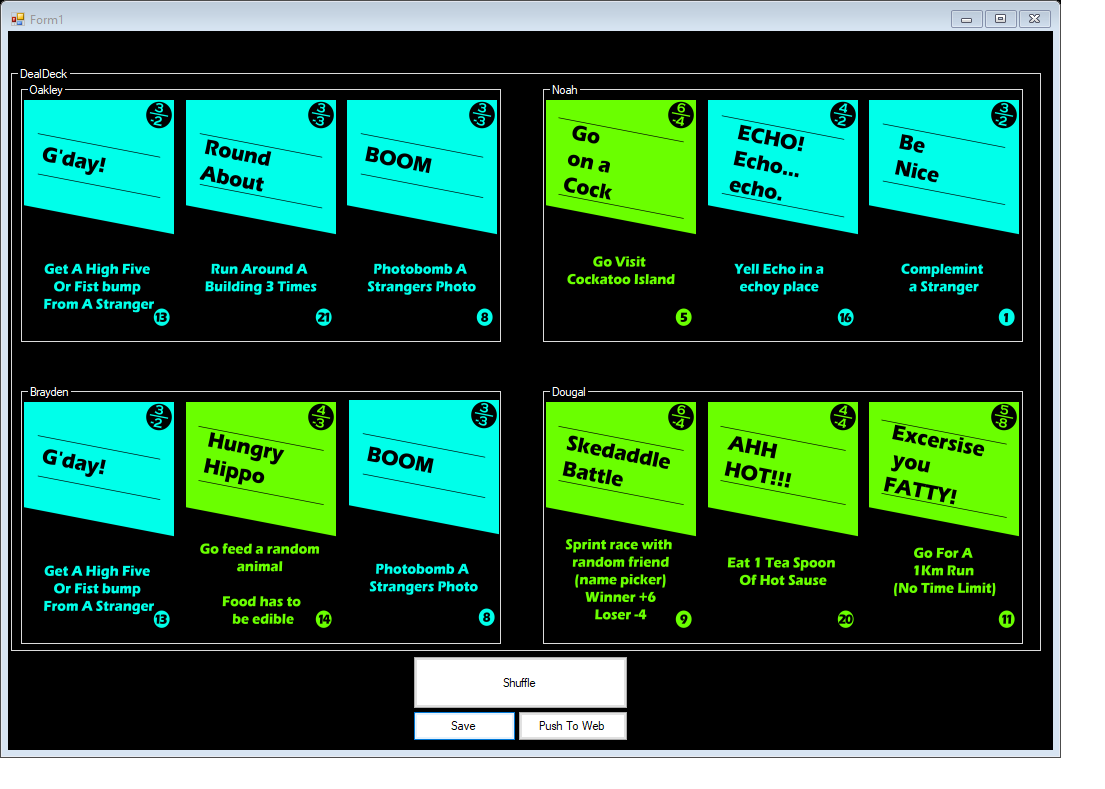 Form1
DealDeck
Oakley
3
-2
G'day!
Get A High Five
Or Fist bump
From A Stranger
13
3
-3
Round
About
Run Around A
Building 3 Times
21
3
-3
BOOM
Photobomb A
Strangers Photo
8
Noah
6
-4
Go
on a
Cock
Go Visit
Cockatoo Island
5
4
-2
ECHO!
Echo...
echo.
Yell Echo in a
echoy place
16
3
-2
Be
Nice
Complemint
a Stranger
1
Brayden
3
-2
G'day!
Get A High Five
Or Fist bump
From A Stranger
13
4
-3
Hungry
Hippo
Go feed a random
animal
Food has to
be edible
14
3
-3
BOOM
Photobomb A
Strangers Photo
8
Dougal
6
-4
Skedaddle
Battle
Sprint race with
random friend
(name picker)
Winner +6
Loser -4
9
4
-4
AHH
HOT!!!
Eat 1 Tea Spoon
Of Hot Sause
20
5
-8
Excersise
you
FATTY!
Go For A
1Km Run
(No Time Limit)
11
Shuffle
Save
Push To Web